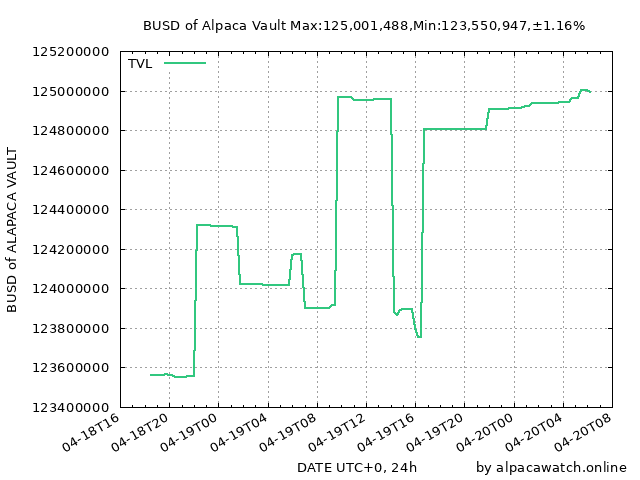 BUSD of Alpaca Vault Max:125,001,488,Min:123,550,947,±1.16%
TVL
125200000
125000000
124800000
124600000
124400000
124200000
124000000
123800000
123600000
123400000
BUSD of ALAPACA VAULT
04-18T16
04-18T20
04-19T00
04-19T04
04-19T08
04-19T12
04-19T16
04-19T20
04-20T00
04-20T04
04-20T08
DATE UTC+0, 24h
by alpacawatch.online